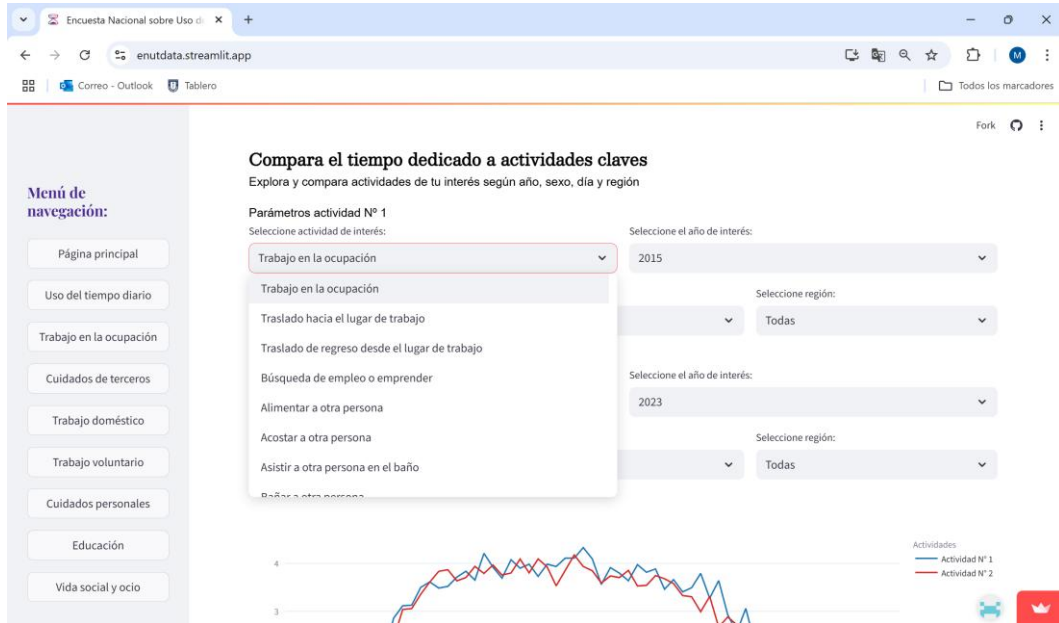 Encuesta Nacional sobre Uso de
enutdata.streamlit.app
M
Correo - Outlook
Tablero
Todos los marcadores
Fork
Menú de
navegación:
Página principal
Uso del tiempo diario
Trabajo en la ocupación
Cuidados de terceros
Trabajo doméstico
Trabajo voluntario
Cuidados personales
Educación
Vida social y ocio
Compara el tiempo dedicado a actividades claves
Explora y compara actividades de tu interés según año, sexo, día y región
Parámetros actividad Nº 1
Seleccione actividad de interés:
Seleccione el año de interés:
Trabajo en la ocupación
2015
Trabajo en la ocupación
Traslado hacia el lugar de trabajo
Traslado de regreso desde el lugar de trabajo
Búsqueda de empleo o emprender
Alimentar a otra persona
Acostar a otra persona
Asistir a otra persona en el baño
Bañar a otra persona
Seleccione región:
Todas
Seleccione el año de interés:
2023
Seleccione región:
Todas
4
3
Actividades
Actividad N° 1
Actividad N° 2